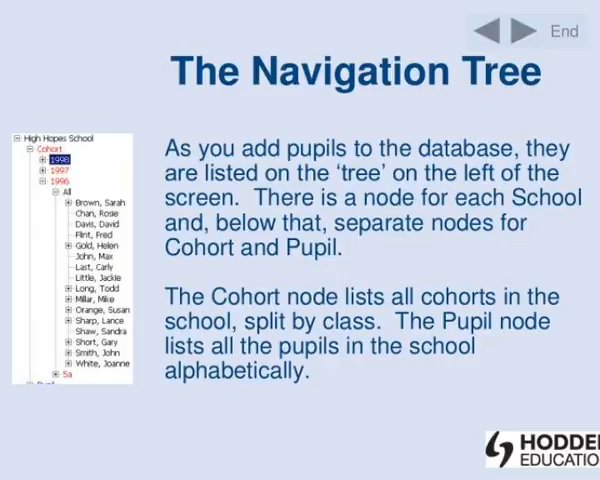 End
The Navigation Tree
High Hopes School
Cohort
1998
1997
1996
All
Brown, Sarah
Chan, Rosie
Davis, David
Flint, Fred
Gold, Helen
John, Max
Last, Carly
Little, Jackie
Long, Todd
Millar, Mike
Orange, Susan
Sharp, Lance
Shaw, Sandra
Short, Gary
Smith, John
White, Joanne
5a
As you add pupils to the database, they
are listed on the ‘tree’ on the left of the
screen.  There is a node for each School
and, below that, separate nodes for
Cohort and Pupil.
The Cohort node lists all cohorts in the
school, split by class.  The Pupil node
lists all the pupils in the school
alphabetically.
HODDE
EDUCATIO